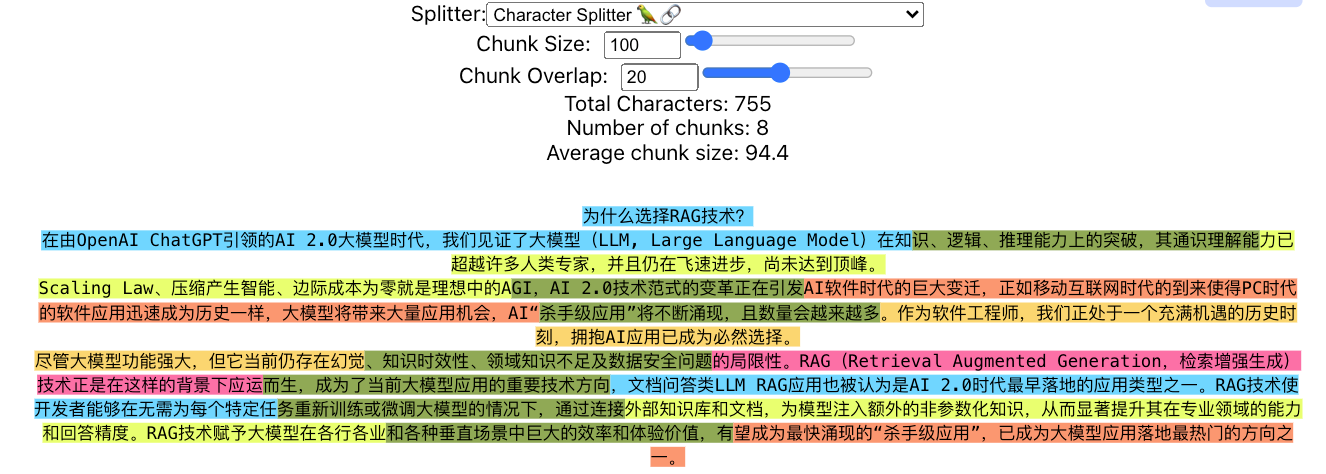 Splitter: Character Splitter 🦜🔗
Chunk Size: 100
Chunk Overlap: 20
Total Characters: 755
Number of chunks: 8
Average chunk size: 94.4
为什么选择RAG技术？
在由OpenAI ChatGPT引领的AI 2.0大模型时代，我们见证了大模型（LLM, Large Language Model）在知识、逻辑、推理能力上的突破，其通识理解能力已
超越许多人类专家，并且仍在飞速进步，尚未达到顶峰。
Scaling Law、压缩产生智能、边际成本为零就是理想中的AGI，AI 2.0技术范式的变革正在引发AI软件时代的巨大变迁，正如移动互联网时代的到来使得PC时代
的软件应用迅速成为历史一样，大模型将带来大量应用机会，AI“杀手级应用”将不断涌现，且数量会越来越多。作为软件工程师，我们正处于一个充满机遇的历史时
刻，拥抱AI应用已成为必然选择。
尽管大模型功能强大，但它当前仍存在幻觉、知识时效性、领域知识不足及数据安全问题的局限性。RAG（Retrieval Augmented Generation，检索增强生成）
技术正是在这样的背景下应运而生，成为了当前大模型应用的重要技术方向，文档问答类LLM RAG应用也被认为是AI 2.0时代最早落地的应用类型之一。RAG技术使
开发者能够在无需为每个特定任务重新训练或微调大模型的情况下，通过连接外部知识库和文档，为模型注入额外的非参数化知识，从而显著提升其在专业领域的能力
和回答精度。RAG技术赋予大模型在各行各业和各种垂直场景中巨大的效率和体验价值，有望成为最快涌现的“杀手级应用”，已成为大模型应用落地最热门的方向之
一。